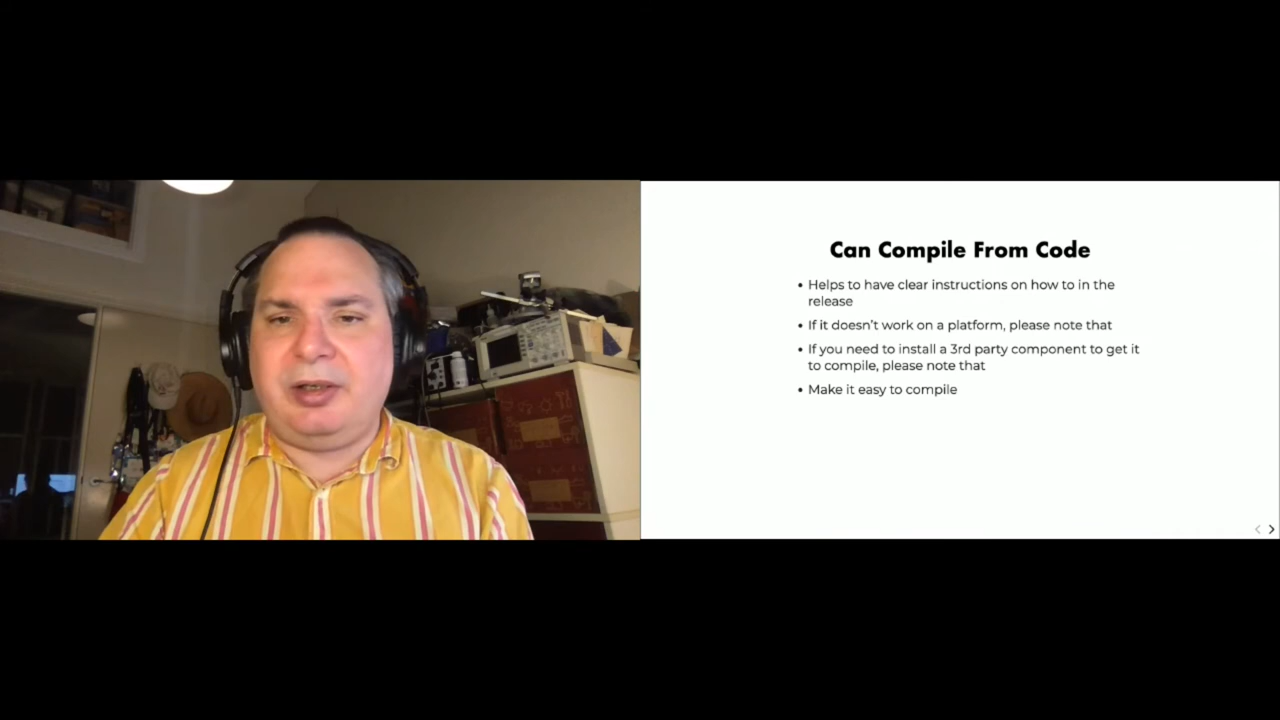 Can Compile From Code
• Helps to have clear instructions on how to in the
release
• If it doesn’t work on a platform, please note that
• If you need to install a 3rd party component to get it
to compile, please note that
• Make it easy to compile